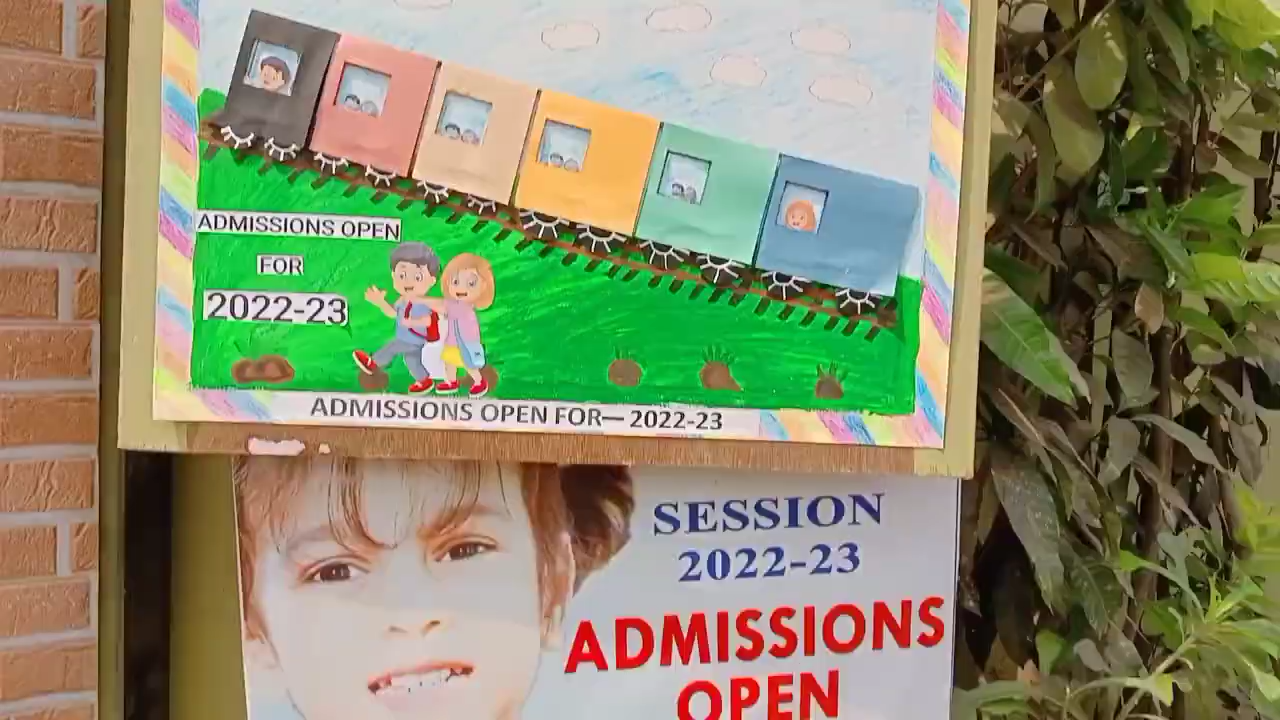 ADMISSIONS OPEN
FOR
2022-23
ADMISSIONS OPEN FOR— 2022-23
SESSION
2022-23
ADMISSIONS
OPEN